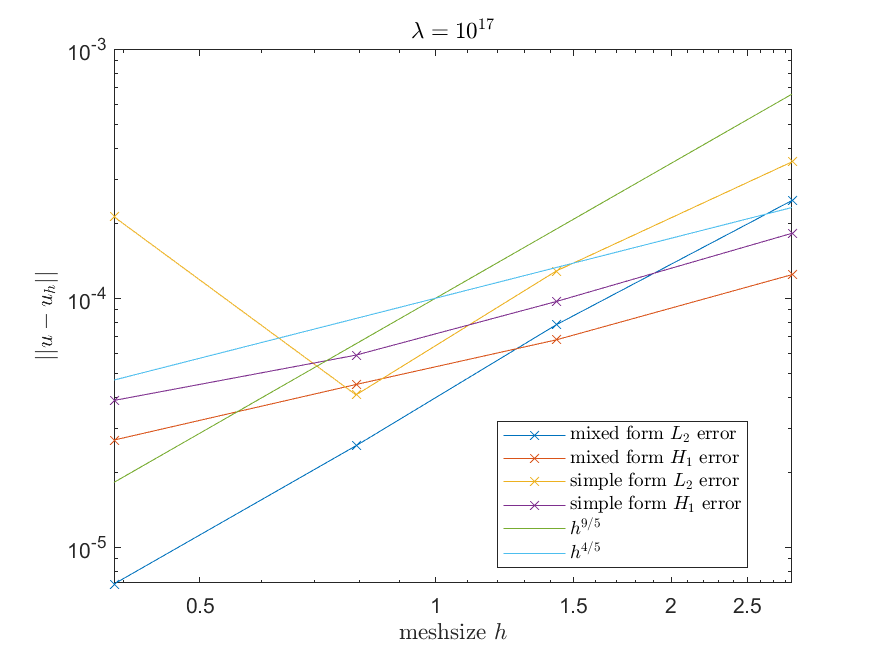 λ = 10^17
10^-3
10^-4
10^-5
||u − u_h||
mixed form L_2 error
mixed form H_1 error
simple form L_2 error
simple form H_1 error
h^9/5
h^4/5
0.5 1 1.5 2 2.5
meshsize h